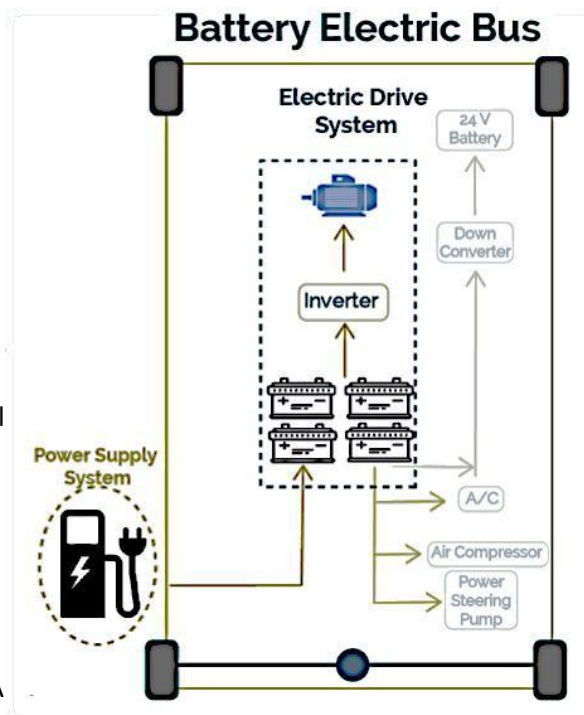 Battery Electric Bus
Electric Drive
System
24 V
Battery
Down
Converter
Inverter
Power Supply
System
A/C
Air Compressor
Power
Steering
Pump